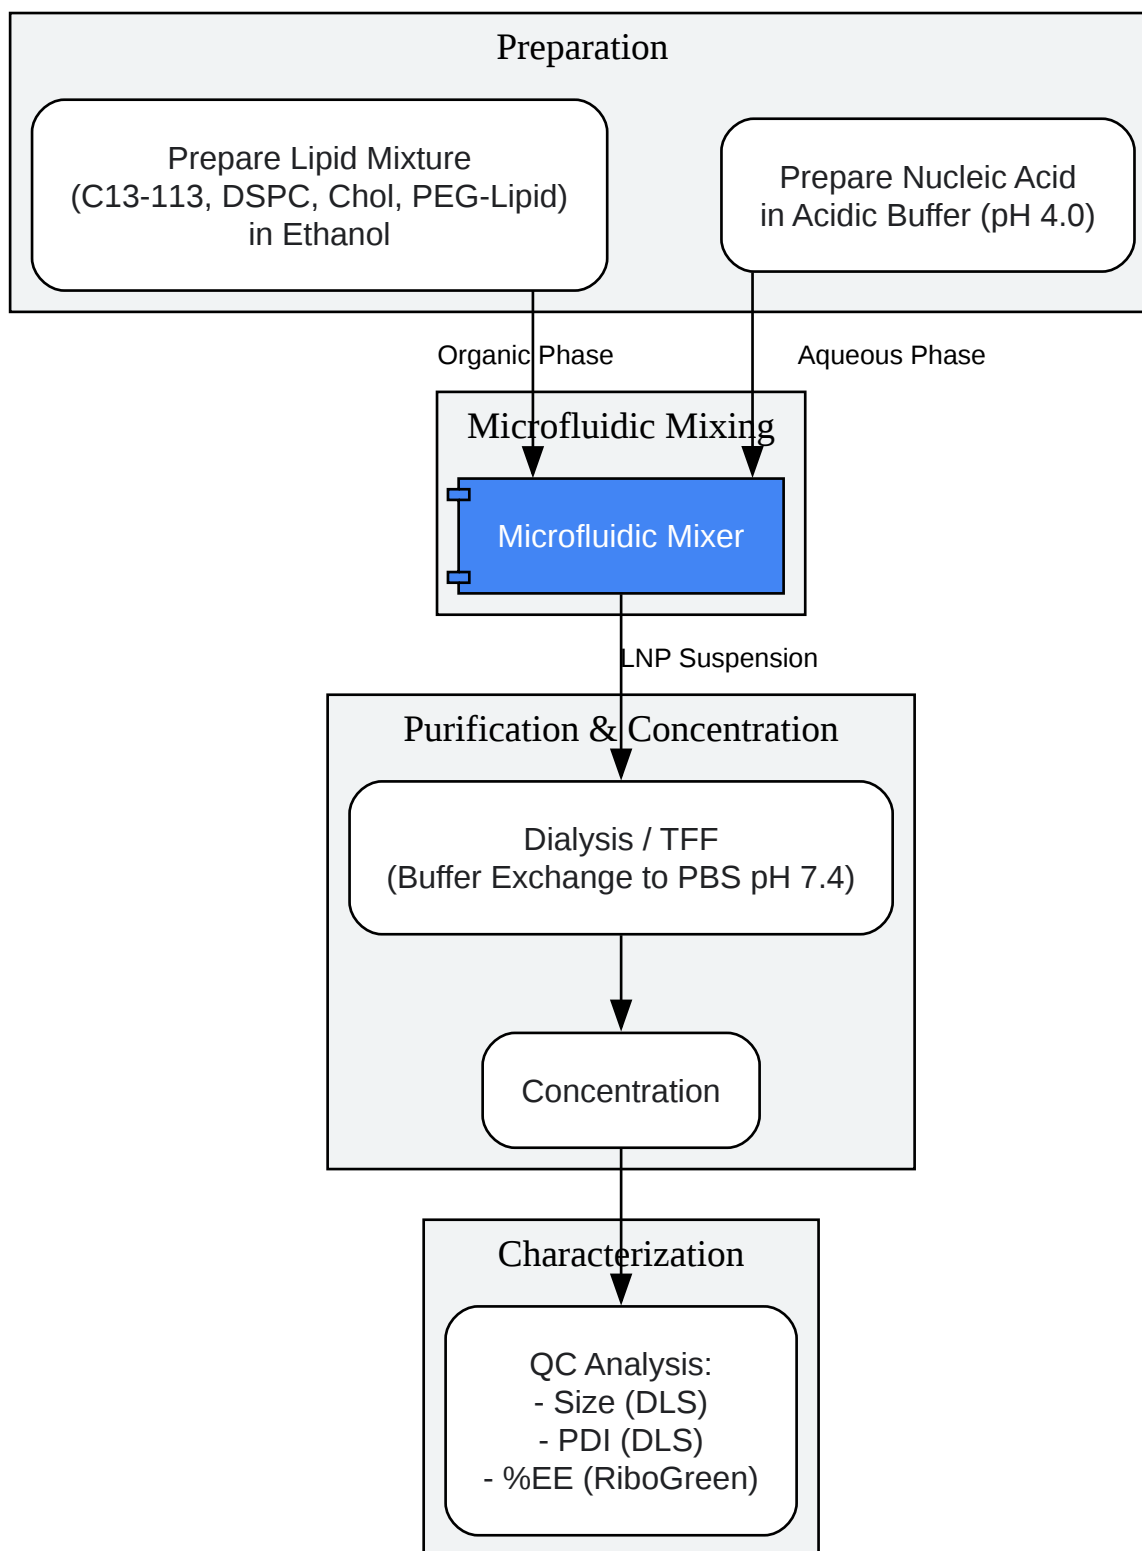 Preparation
Prepare Lipid Mixture
(C13-113, DSPC, Chol, PEG-Lipid)
in Ethanol
Prepare Nucleic Acid
in Acidic Buffer (pH 4.0)
Organic Phase
Aqueous Phase
Microfluidic Mixing
Microfluidic Mixer
LNP Suspension
Purification & Concentration
Dialysis / TFF
(Buffer Exchange to PBS pH 7.4)
Concentration
Characterization
QC Analysis:
- Size (DLS)
- PDI (DLS)
- %EE (RiboGreen)